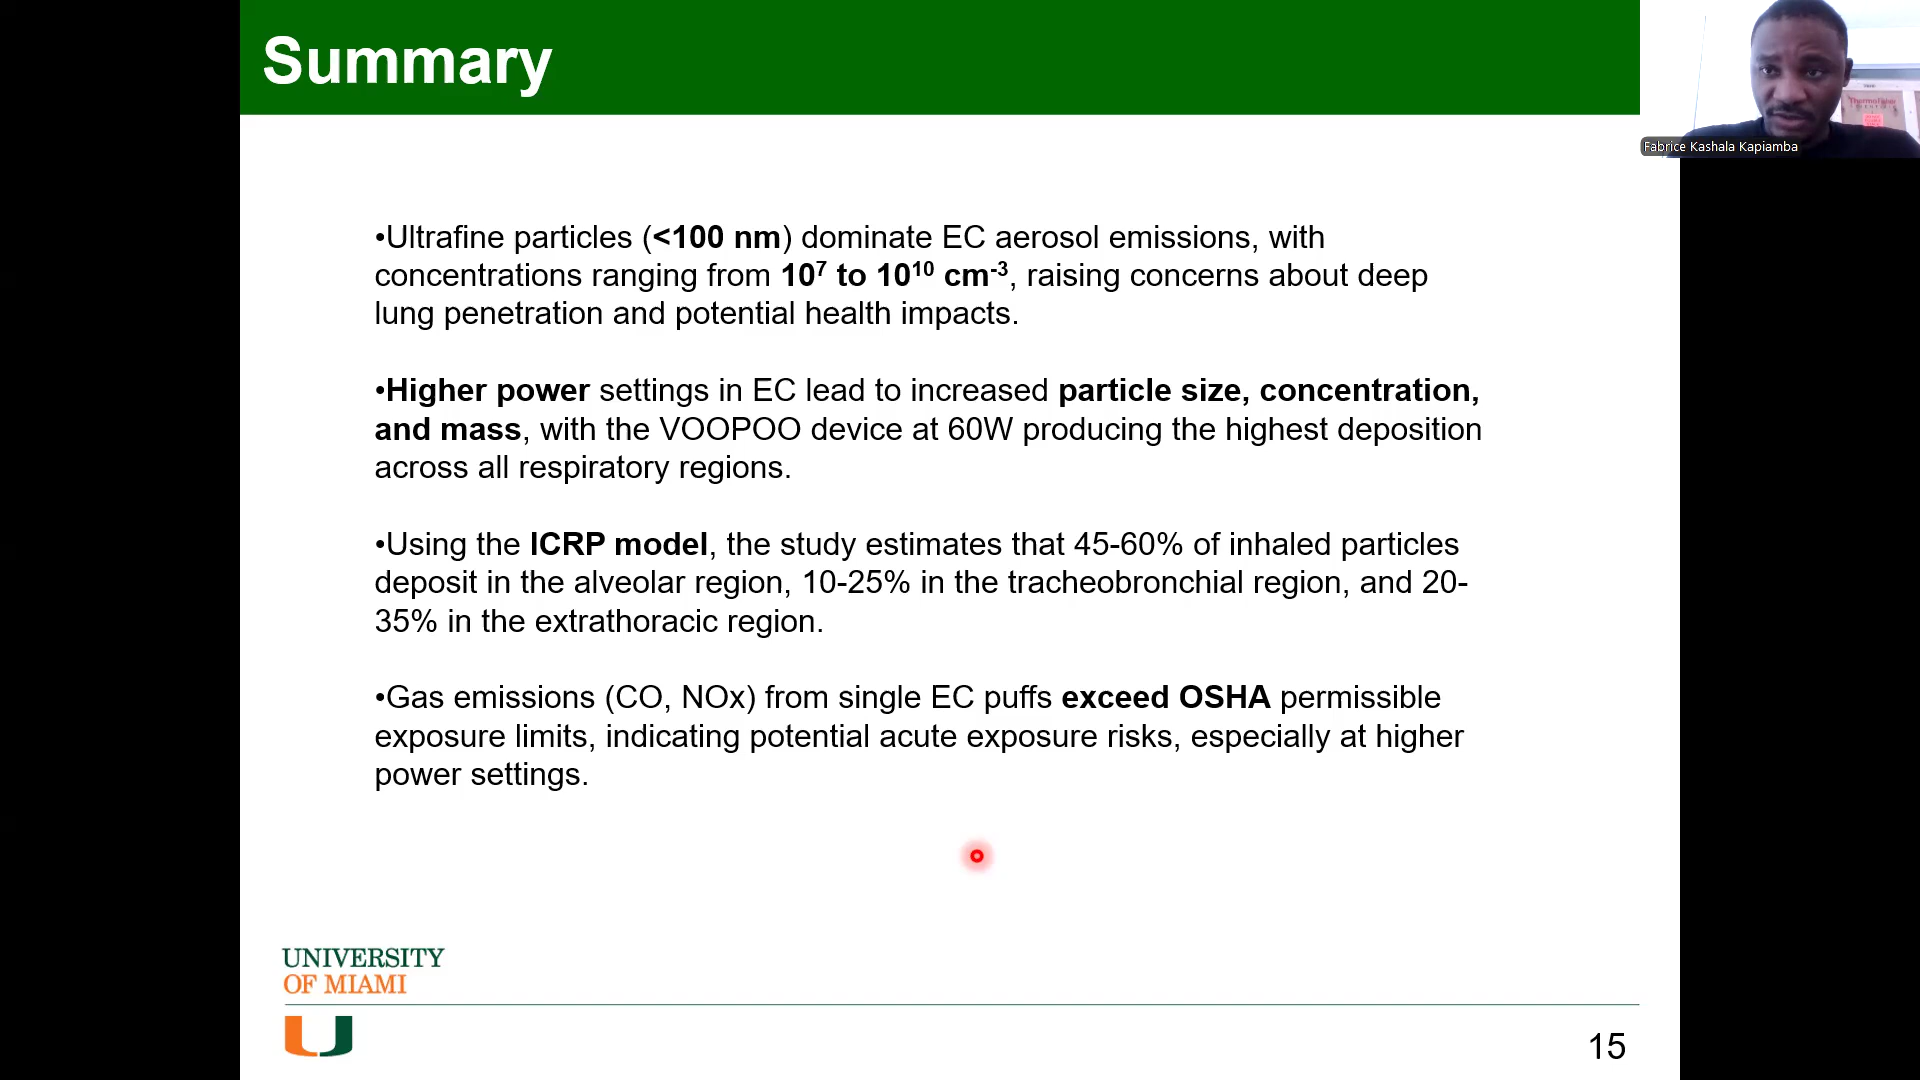 Summary
Fabrice Kashala Kapiamba
•Ultrafine particles (<100 nm) dominate EC aerosol emissions, with
concentrations ranging from 10⁷ to 10¹⁰ cm⁻³, raising concerns about deep
lung penetration and potential health impacts.
•Higher power settings in EC lead to increased particle size, concentration,
and mass, with the VOOPOO device at 60W producing the highest deposition
across all respiratory regions.
•Using the ICRP model, the study estimates that 45-60% of inhaled particles
deposit in the alveolar region, 10-25% in the tracheobronchial region, and 20-
35% in the extrathoracic region.
•Gas emissions (CO, NOx) from single EC puffs exceed OSHA permissible
exposure limits, indicating potential acute exposure risks, especially at higher
power settings.
UNIVERSITY
OF MIAMI
15